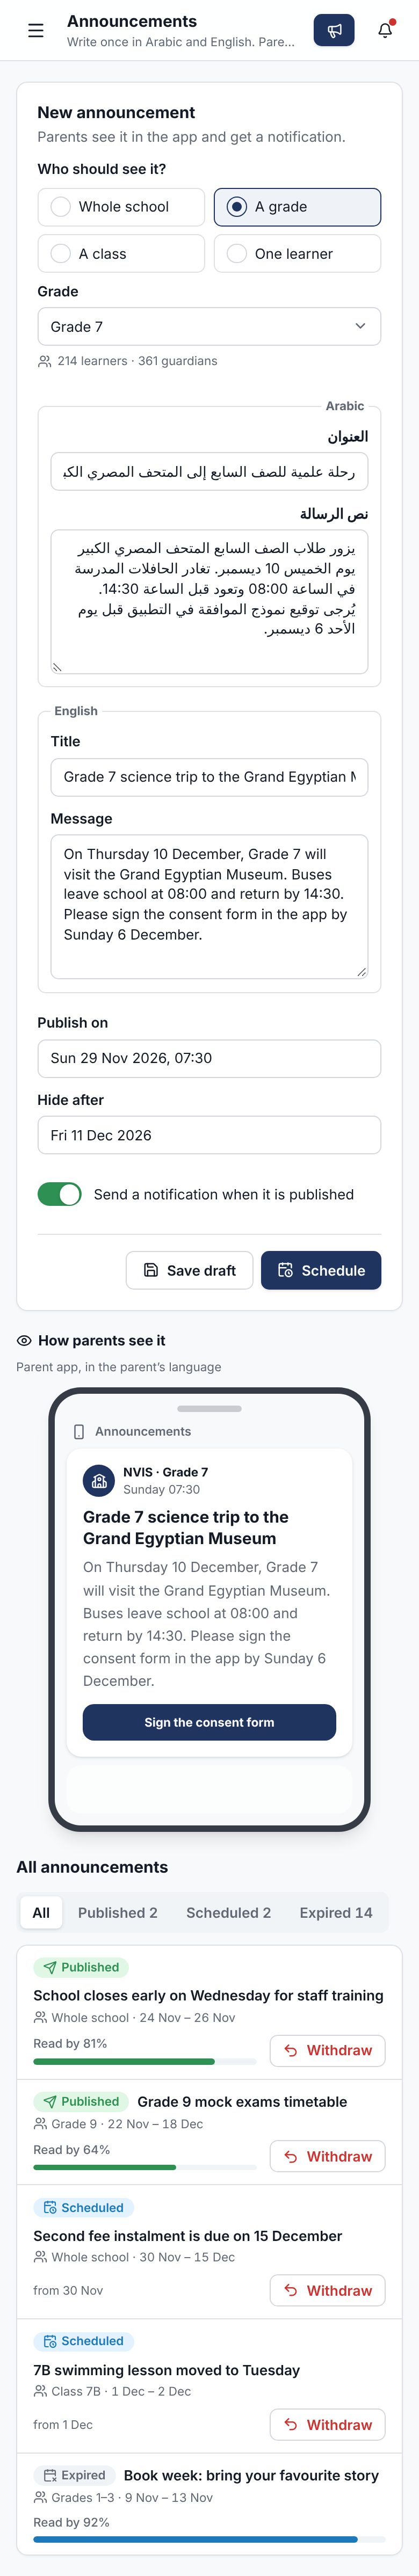 Announcements
Write once in Arabic and English. Pare...
New announcement
Parents see it in the app and get a notification.
Who should see it?
Whole school
A grade
A class
One learner
Grade
Grade 7
214 learners · 361 guardians
Arabic
العنوان
رحلة علمية للصف السابع إلى المتحف المصري الكب
نص الرسالة
يزور طلاب الصف السابع المتحف المصري الكبير
يوم الخميس 10 ديسمبر. تغادر الحافلات المدرسة
في الساعة 08:00 وتعود قبل الساعة 14:30.
يُرجى توقيع نموذج الموافقة في التطبيق قبل يوم
الأحد 6 ديسمبر.
English
Title
Grade 7 science trip to the Grand Egyptian M
Message
On Thursday 10 December, Grade 7 will
visit the Grand Egyptian Museum. Buses
leave school at 08:00 and return by 14:30.
Please sign the consent form in the app by
Sunday 6 December.
Publish on
Sun 29 Nov 2026, 07:30
Hide after
Fri 11 Dec 2026
Send a notification when it is published
Save draft
Schedule
How parents see it
Parent app, in the parent's language
Announcements
NVIS · Grade 7
Sunday 07:30
Grade 7 science trip to the
Grand Egyptian Museum
On Thursday 10 December, Grade 7
will visit the Grand Egyptian Museum.
Buses leave school at 08:00 and
return by 14:30. Please sign the
consent form in the app by Sunday 6
December.
Sign the consent form
All announcements
All
Published 2
Scheduled 2
Expired 14
Published
School closes early on Wednesday for staff training
Whole school · 24 Nov – 26 Nov
Read by 81%
Withdraw
Published
Grade 9 mock exams timetable
Grade 9 · 22 Nov – 18 Dec
Read by 64%
Withdraw
Scheduled
Second fee instalment is due on 15 December
Whole school · 30 Nov – 15 Dec
from 30 Nov
Withdraw
Scheduled
7B swimming lesson moved to Tuesday
Class 7B · 1 Dec – 2 Dec
from 1 Dec
Withdraw
Expired
Book week: bring your favourite story
Grades 1–3 · 9 Nov – 13 Nov
Read by 92%